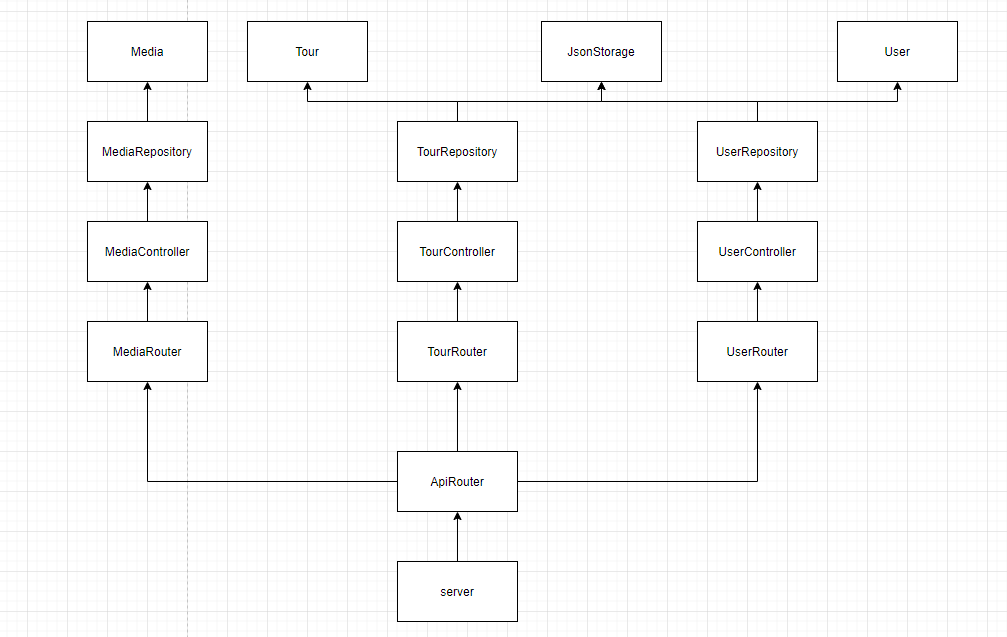 Media
Tour
JsonStorage
User
MediaRepository
TourRepository
UserRepository
MediaController
TourController
UserController
MediaRouter
TourRouter
UserRouter
ApiRouter
server